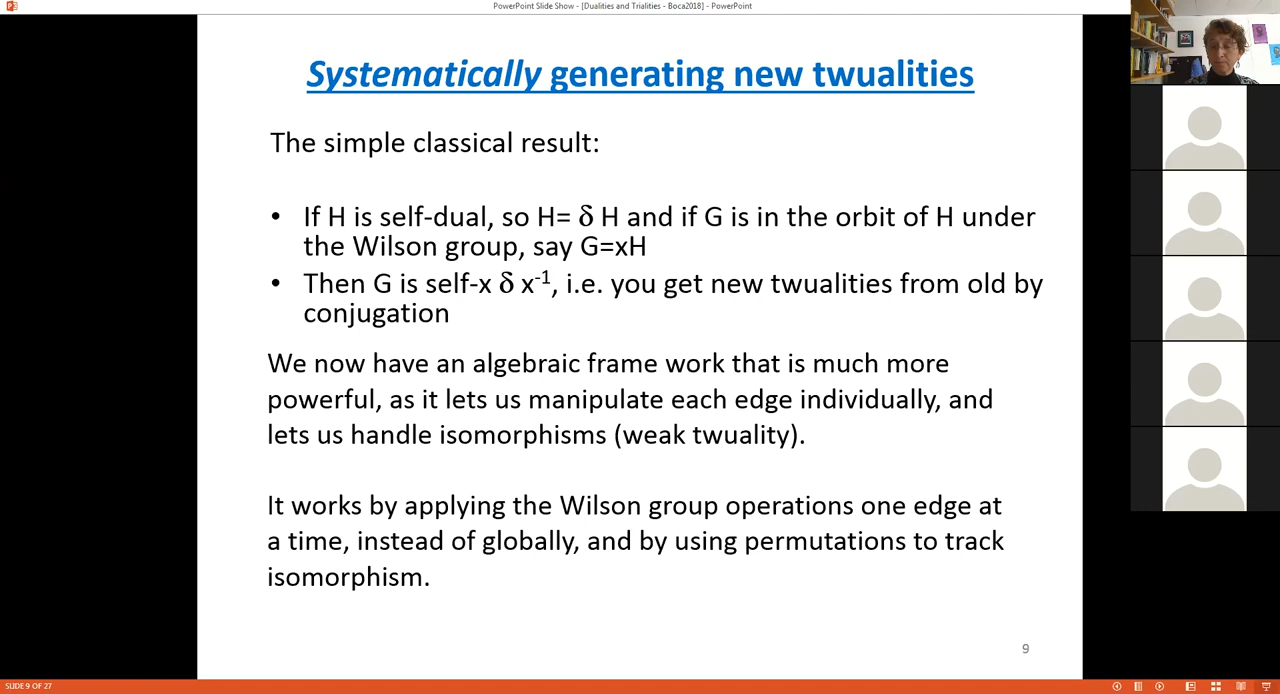 PowerPoint Slide Show - [Dualities and Trialities - Boca2018] - PowerPoint
Systematically generating new twualities
The simple classical result:
• If H is self-dual, so H= δ H and if G is in the orbit of H under
the Wilson group, say G=xH
• Then G is self-x δ x-1, i.e. you get new twualities from old by
conjugation
We now have an algebraic frame work that is much more
powerful, as it lets us manipulate each edge individually, and
lets us handle isomorphisms (weak twuality).
It works by applying the Wilson group operations one edge at
a time, instead of globally, and by using permutations to track
isomorphism.
9
SLIDE 9 OF 27